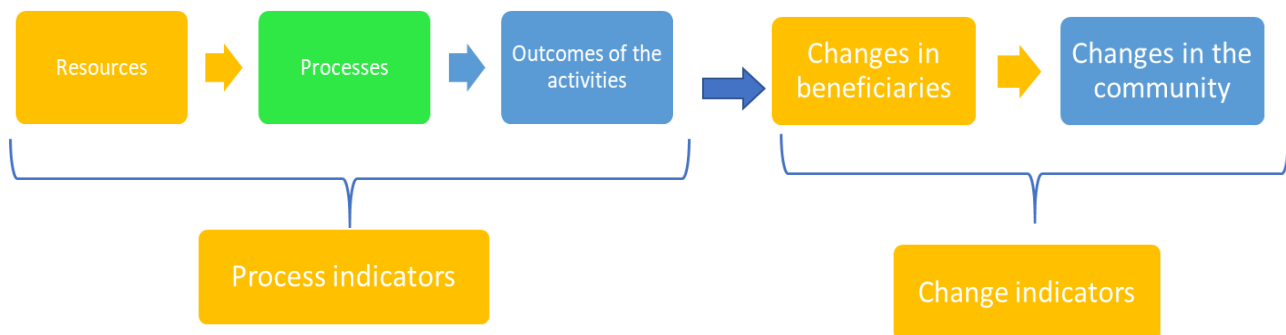 Resources
Processes
Outcomes of the
activities
Changes in
beneficiaries
Changes in the
community
Process indicators
Change indicators